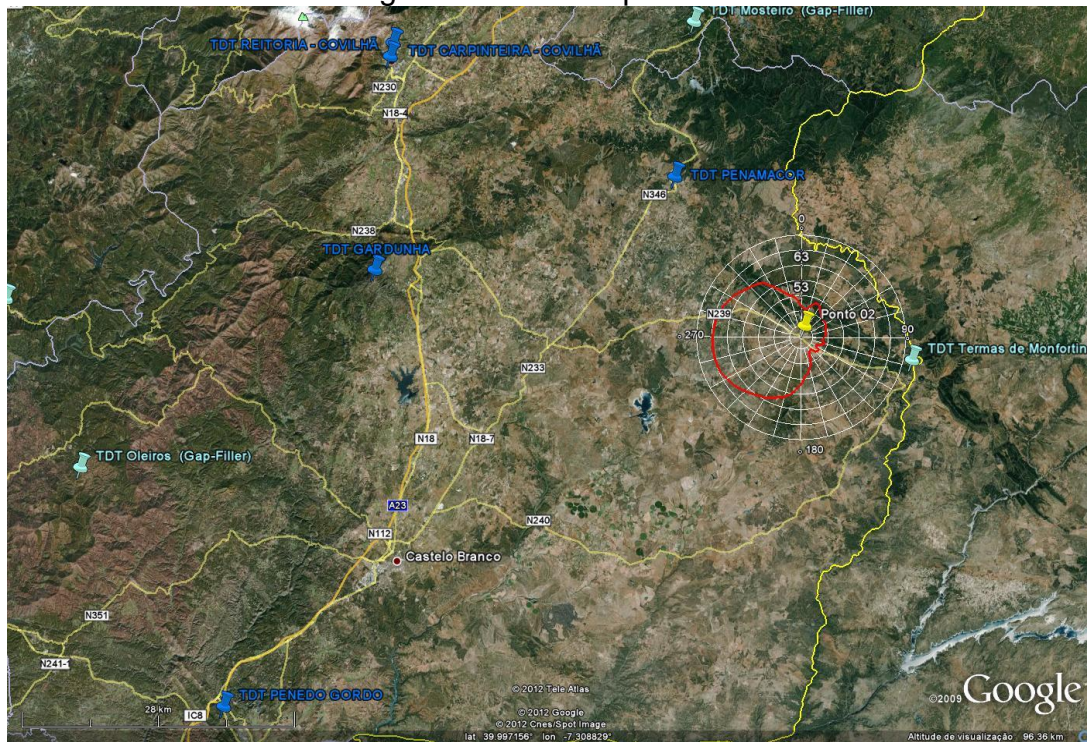 TDT Mosteiro (Gap-Filler)
TDT REITORIA - COVILHÃ
TDT CARPINTEIRA - COVILHÃ
N230
N18-4
TDT PENAMACOR
N346
0
N238
TDT GARDUNHA
63
53
N239
Ponto 02
270
90
TDT Termas de Monfortin
N233
N18
N18-7
180
TDT Oleiros (Gap-Filler)
A23
N240
N112
Castelo Branco
N351
N241-1
TDT PENEDO GORDO
© 2012 Tele Atlas
28 km
IC8
© 2012 Google
© 2012 Cnes/Spot Image
©2009 Google
lat 39.997156° lon -7.308829°
Altitude de visualização 96.36 km